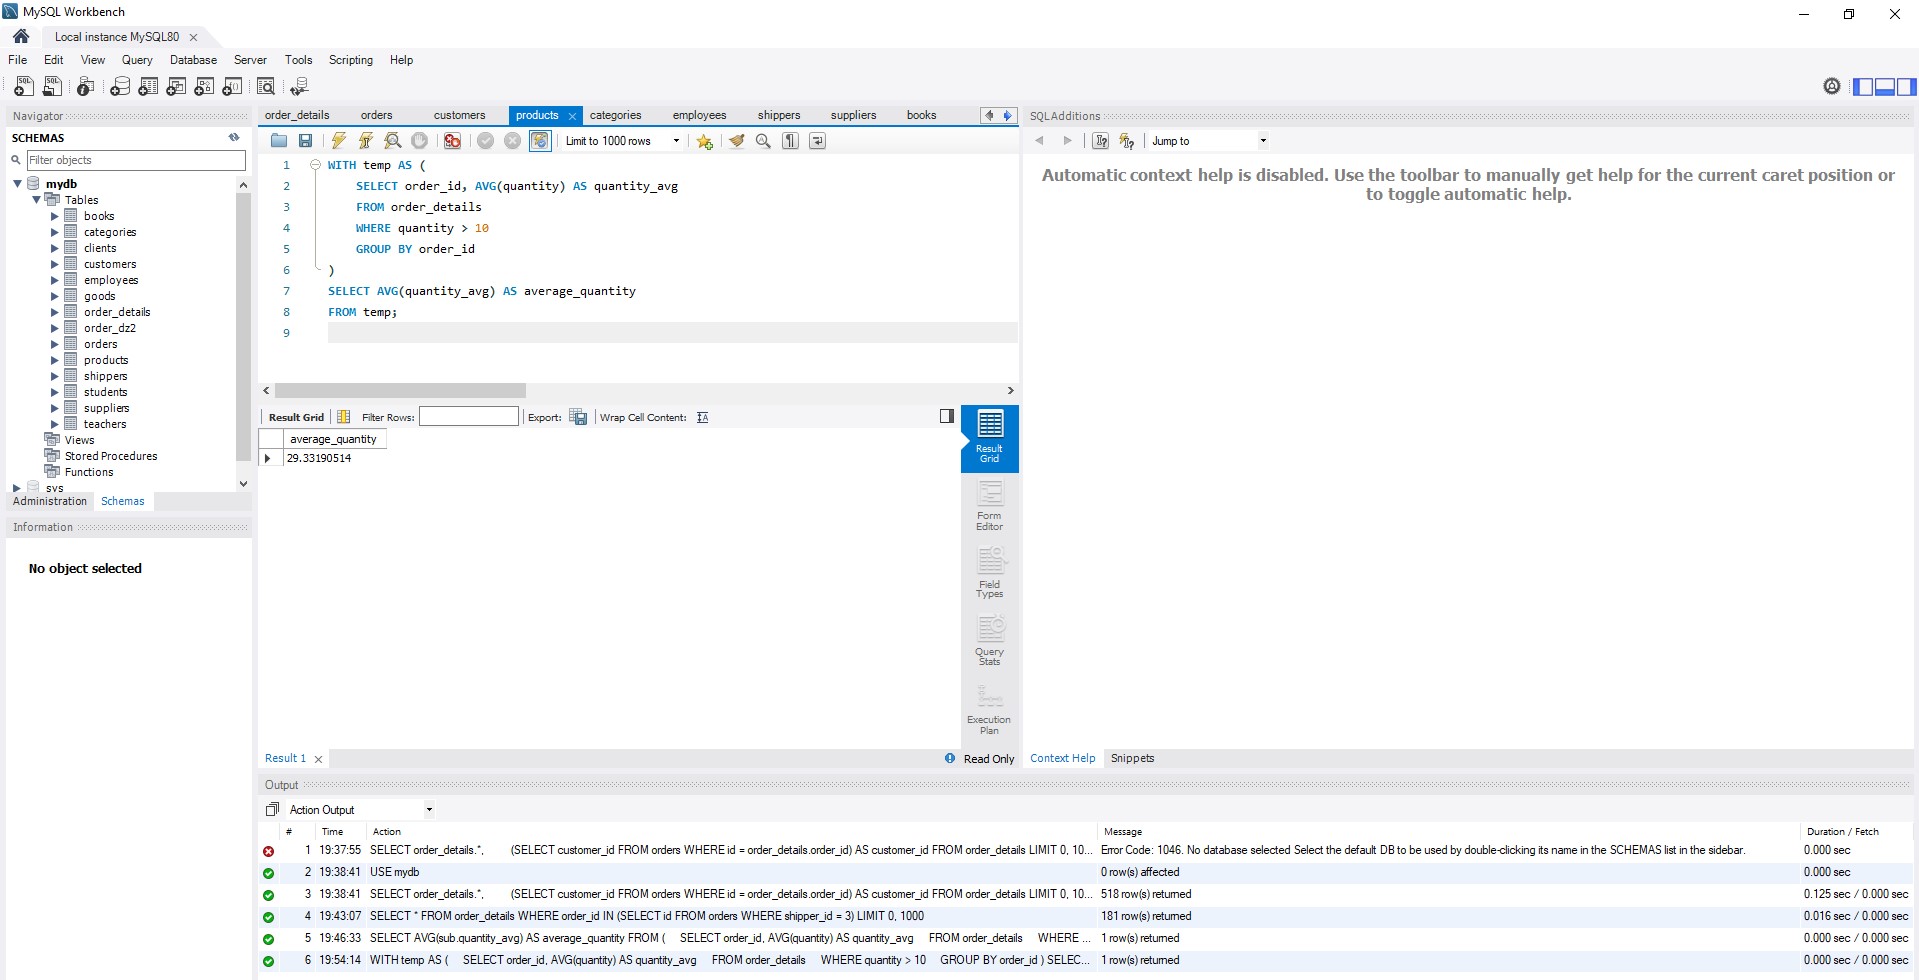 MySQL Workbench
Local instance MySQL80
File Edit View Query Database Server Tools Scripting Help
Navigator
SCHEMAS
Filter objects
mydb
Tables
books
categories
clients
customers
employees
goods
order_details
order_dz2
orders
products
shippers
students
suppliers
teachers
Views
Stored Procedures
Functions
sys
Administration Schemas
Information
No object selected
order_details orders customers products categories employees shippers suppliers books
Limit to 1000 rows
1 WITH temp AS (
2 SELECT order_id, AVG(quantity) AS quantity_avg
3 FROM order_details
4 WHERE quantity > 10
5 GROUP BY order_id
6 )
7 SELECT AVG(quantity_avg) AS average_quantity
8 FROM temp;
9
Result Grid Filter Rows: Export: Wrap Cell Content:
average_quantity
29.33190514
Result
Grid
Form
Editor
Field
Types
Query
Stats
Execution
Plan
Result 1 Read Only
SQLAdditions
Jump to
Automatic context help is disabled. Use the toolbar to manually get help for the current caret position or
to toggle automatic help.
Context Help Snippets
Output
Action Output
# Time Action Message Duration / Fetch
1 19:37:55 SELECT order_details.*, (SELECT customer_id FROM orders WHERE id = order_details.order_id) AS customer_id FROM order_details LIMIT 0, 10... Error Code: 1046. No database selected Select the default DB to be used by double-clicking its name in the SCHEMAS list in the sidebar. 0.000 sec
2 19:38:41 USE mydb 0 row(s) affected 0.000 sec
3 19:38:41 SELECT order_details.*, (SELECT customer_id FROM orders WHERE id = order_details.order_id) AS customer_id FROM order_details LIMIT 0, 10... 518 row(s) returned 0.125 sec / 0.000 sec
4 19:43:07 SELECT * FROM order_details WHERE order_id IN (SELECT id FROM orders WHERE shipper_id = 3) LIMIT 0, 1000 181 row(s) returned 0.016 sec / 0.000 sec
5 19:46:33 SELECT AVG(sub.quantity_avg) AS average_quantity FROM ( SELECT order_id, AVG(quantity) AS quantity_avg FROM order_details WHERE ... 1 row(s) returned 0.000 sec / 0.000 sec
6 19:54:14 WITH temp AS ( SELECT order_id, AVG(quantity) AS quantity_avg FROM order_details WHERE quantity > 10 GROUP BY order_id ) SELEC... 1 row(s) returned 0.000 sec / 0.000 sec